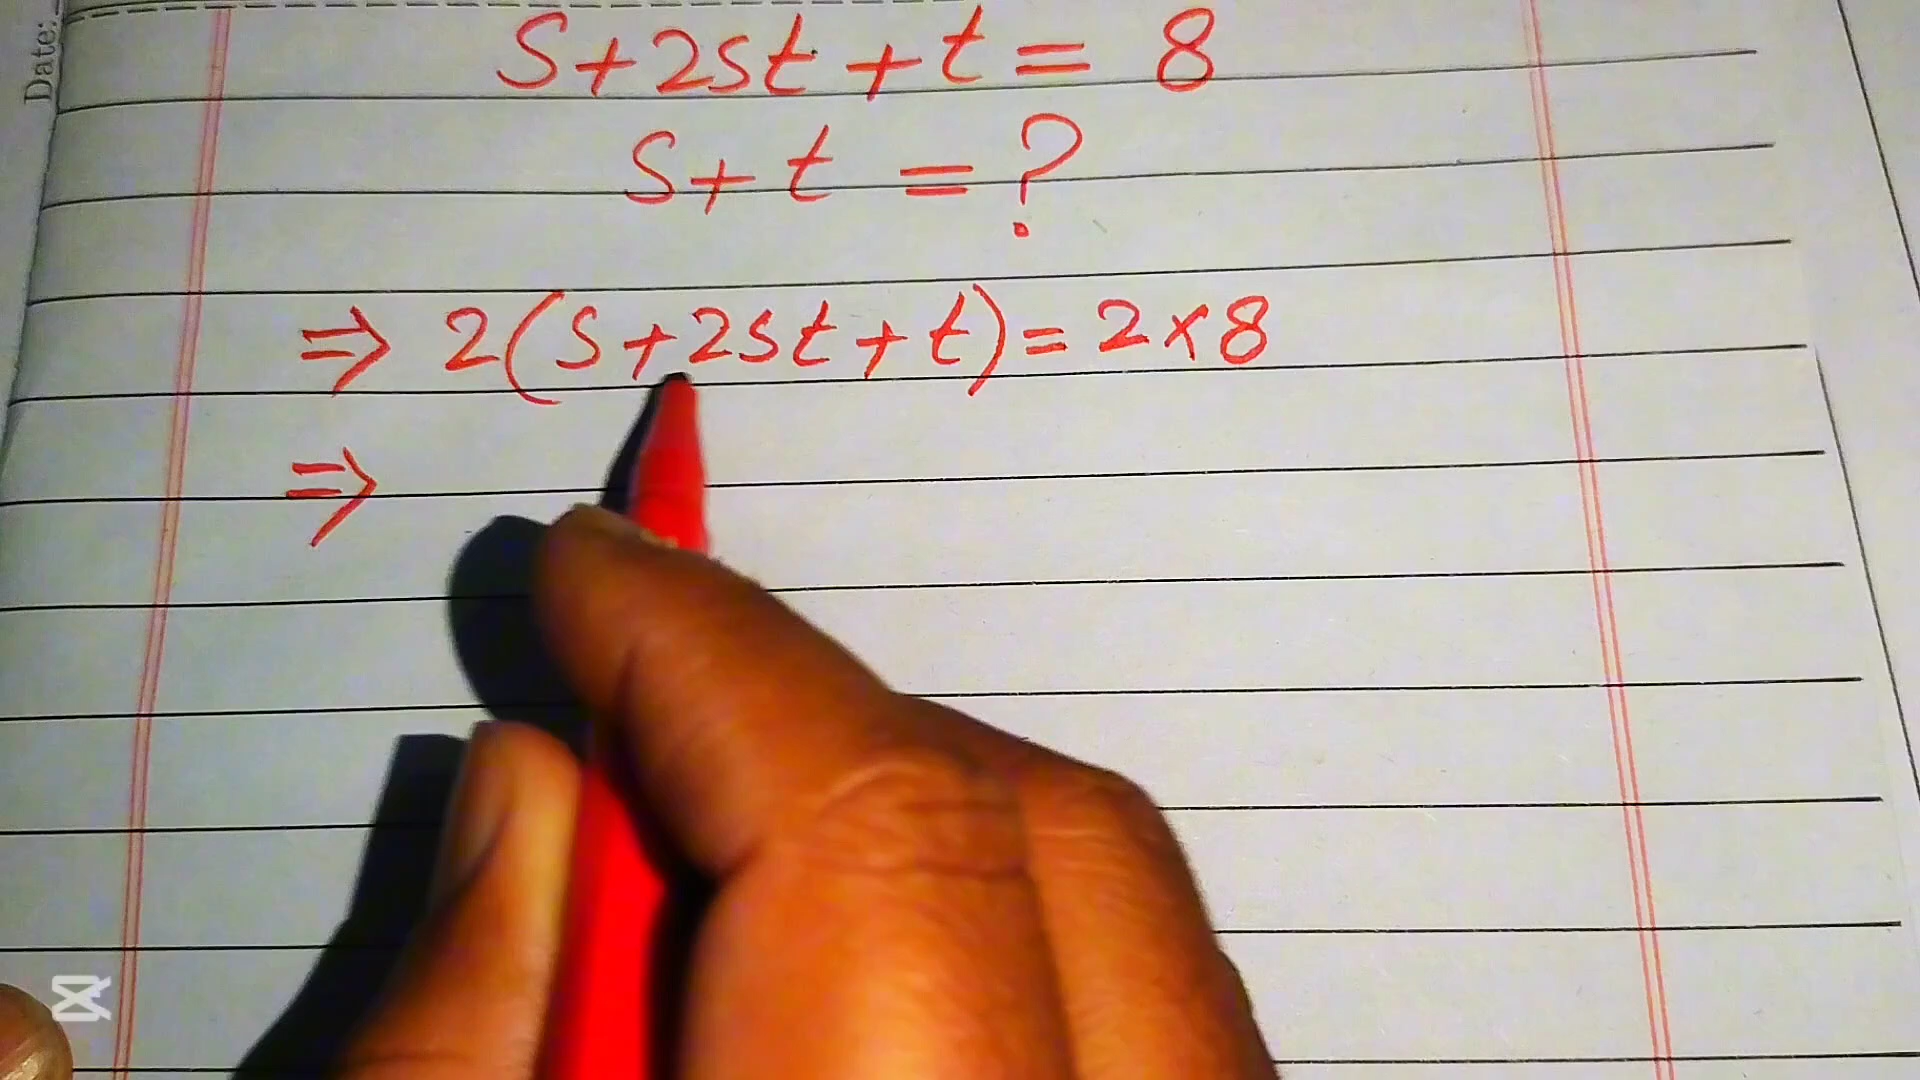 Date:
S+2st+t= 8
S+t =?
⇒ 2(S+2st+t)=2×8
⇒